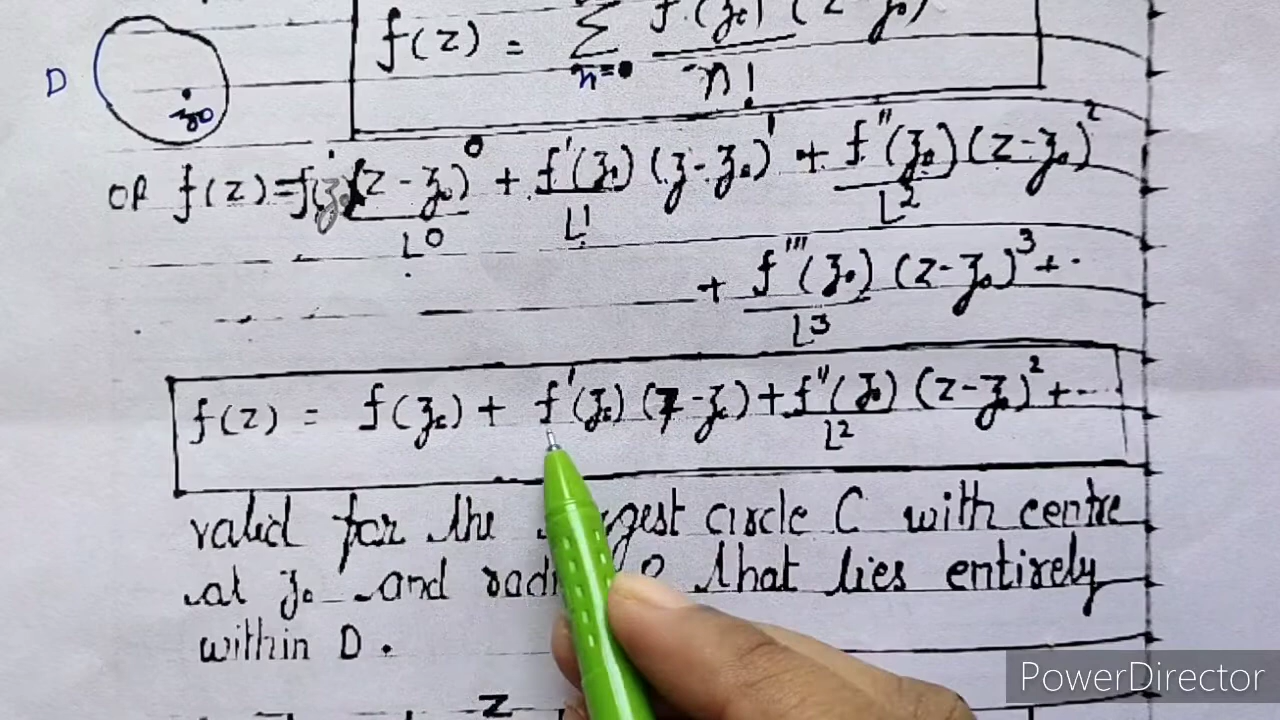 f(z) = Σ n=0 f (z₀) (z - z₀) / n!
D
z₀
or f(z) = f(z₀)(z - z₀)⁰ / L0 + f'(z₀) / L1 (z - z₀)¹ + f''(z₀) / L2 (z - z₀)²
+ f'''(z₀) / L3 (z - z₀)³ + ..
f(z) = f(z₀) + f'(z₀) (z - z₀) + f''(z₀) / L2 (z - z₀)² + ....
valid for the circle C with centre
at z₀ and that lies entirely
within D.
z
PowerDirector